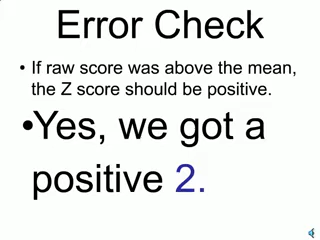 Error Check
• If raw score was above the mean,
the Z score should be positive.
•Yes, we got a
positive 2.